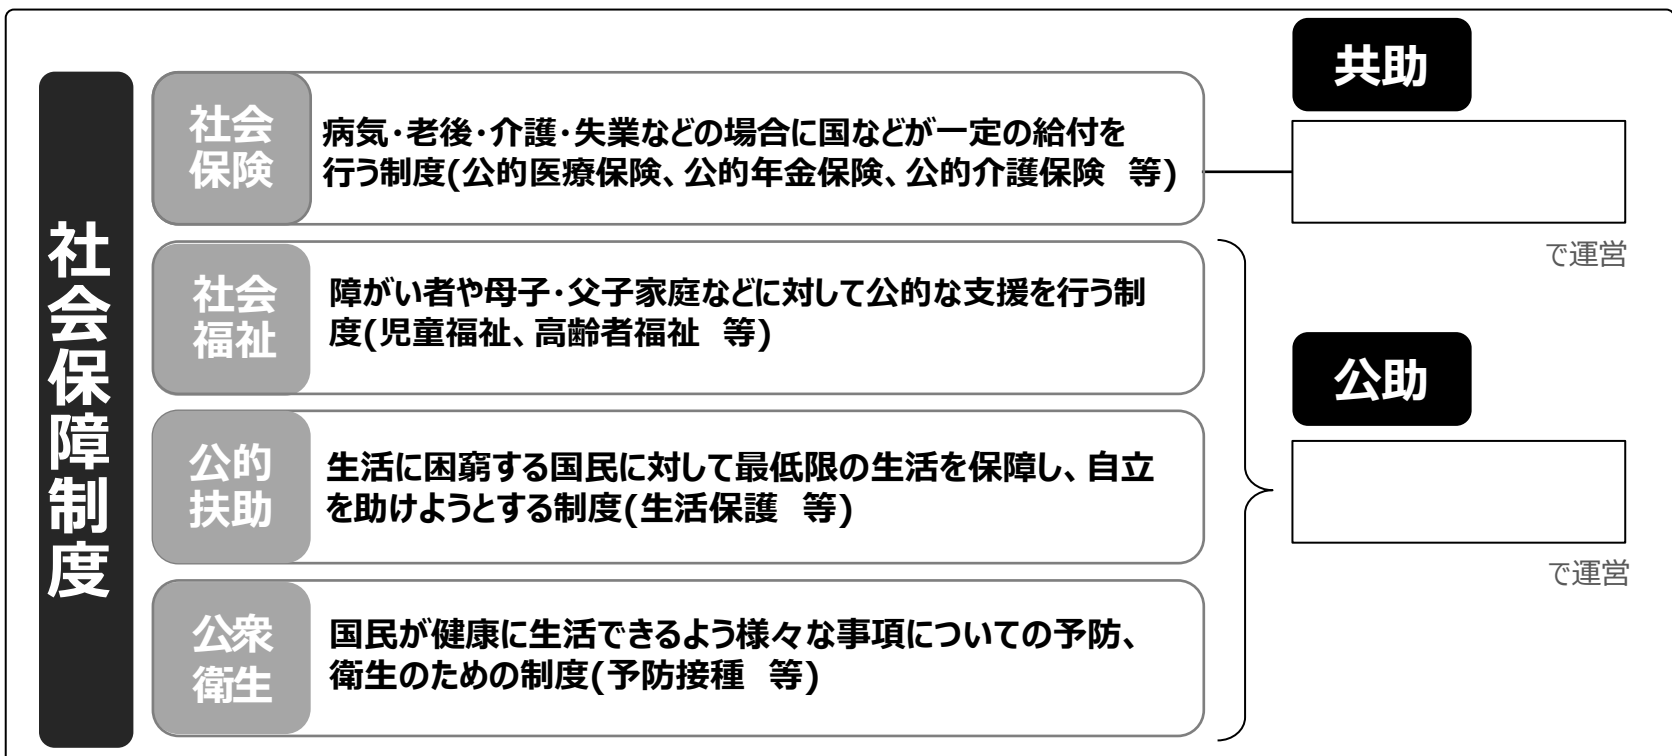 社会保障制度
社会
保険
病気・老後・介護・失業などの場合に国などが一定の給付を
行う制度(公的医療保険、公的年金保険、公的介護保険 等)
共助
で運営
社会
福祉
障がい者や母子・父子家庭などに対して公的な支援を行う制
度(児童福祉、高齢者福祉 等)
公的
扶助
生活に困窮する国民に対して最低限の生活を保障し、自立
を助けようとする制度(生活保護 等)
公衆
衛生
国民が健康に生活できるよう様々な事項についての予防、
衛生のための制度(予防接種 等)
公助
で運営